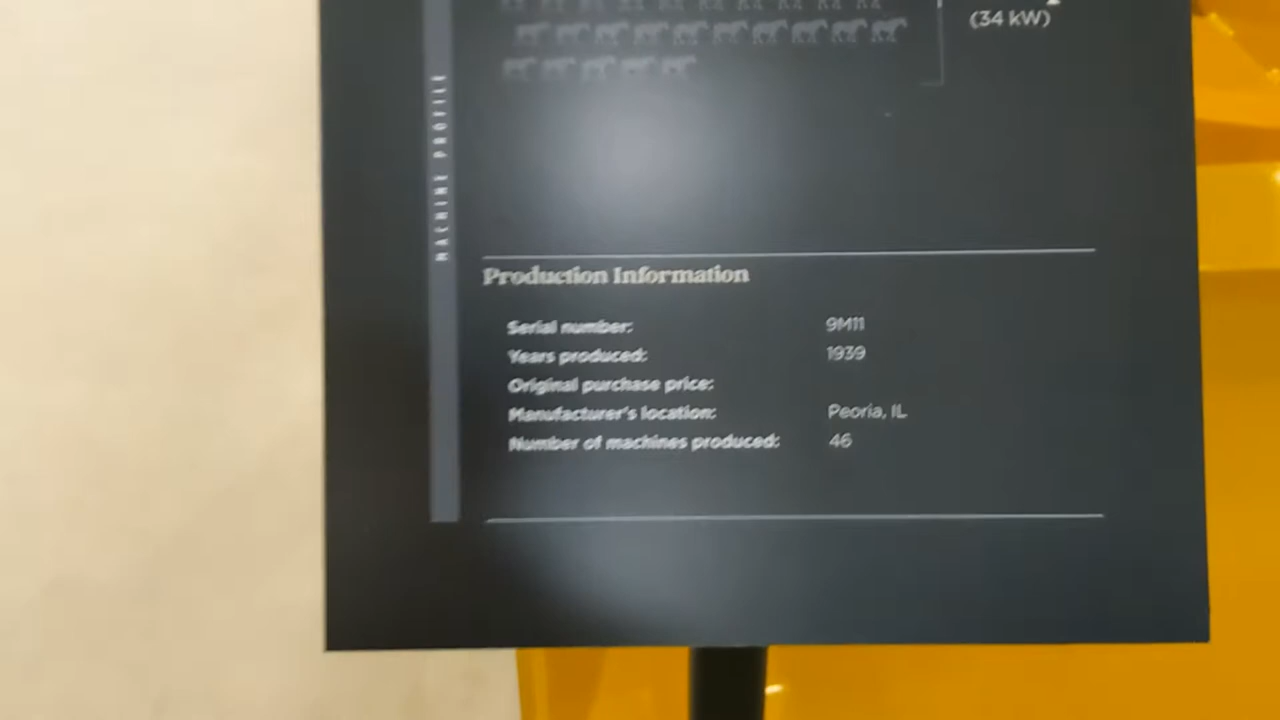 (34 kW)
MACHINE PROFILE
Production Information
Serial number: 9M11
Years produced: 1939
Original purchase price:
Manufacturer's location: Peoria, IL
Number of machines produced: 46